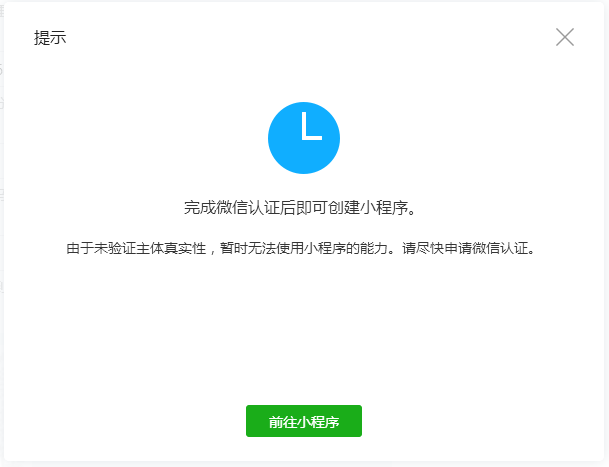 提示
完成微信认证后即可创建小程序。
由于未验证主体真实性，暂时无法使用小程序的能力。请尽快申请微信认证。
前往小程序